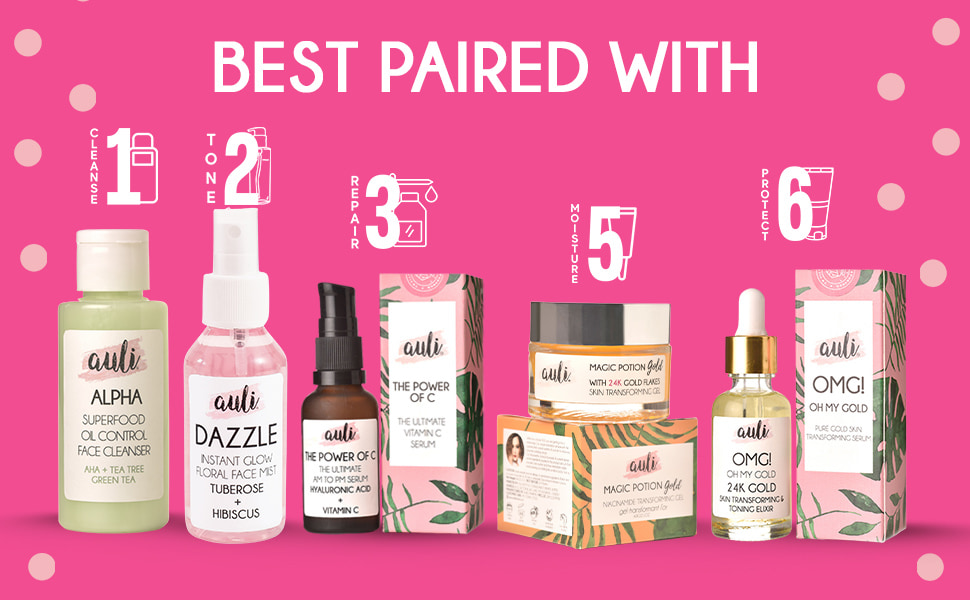 BEST PAIRED WITH
CLEANSE
1
TONE
2
REPAIR
3
MOISTURE
5
PROTECT
6
auli.
ALPHA
SUPERFOOD
OIL CONTROL
FACE CLEANSER
AHA + TEA TREE
GREEN TEA
auli.
DAZZLE
INSTANT GLOW
FLORAL FACE MIST
TUBEROSE
+
HIBISCUS
auli.
THE POWER OF C
THE ULTIMATE
AM TO PM SERUM
HYALURONIC ACID
+
VITAMIN C
auli.
THE POWER
OF C
THE ULTIMATE
VITAMIN C
SERUM
auli.
MAGIC POTION Gold
WITH 24K GOLD FLAKES
SKIN TRANSFORMING GEL
auli.
MAGIC POTION Gold
NIACINAMIDE TRANSFORMING GEL
auli.
OMG!
OH MY GOLD
24K GOLD
SKIN TRANSFORMING &
TONING ELIXIR
auli.
OMG!
OH MY GOLD
PURE GOLD SKIN
TRANSFORMING SERUM